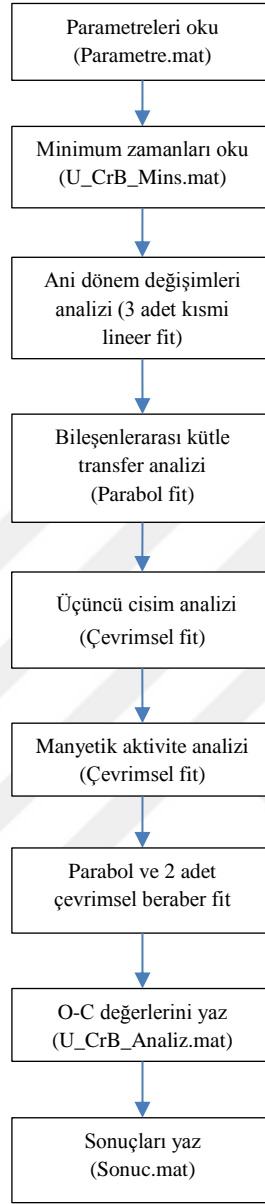 Parametreleri oku
(Parametre.mat)
Minimum zamanları oku
(U_CrB_Mins.mat)
Ani dönem değişimleri
analizi (3 adet kısmi
lineer fit)
Bileşenlerarası kütle
transfer analizi
(Parabol fit)
Üçüncü cisim analizi
(Çevrimsel fit)
Manyetik aktivite analizi
(Çevrimsel fit)
Parabol ve 2 adet
çevrimsel beraber fit
O-C değerlerini yaz
(U_CrB_Analiz.mat)
Sonuçları yaz
(Sonuc.mat)